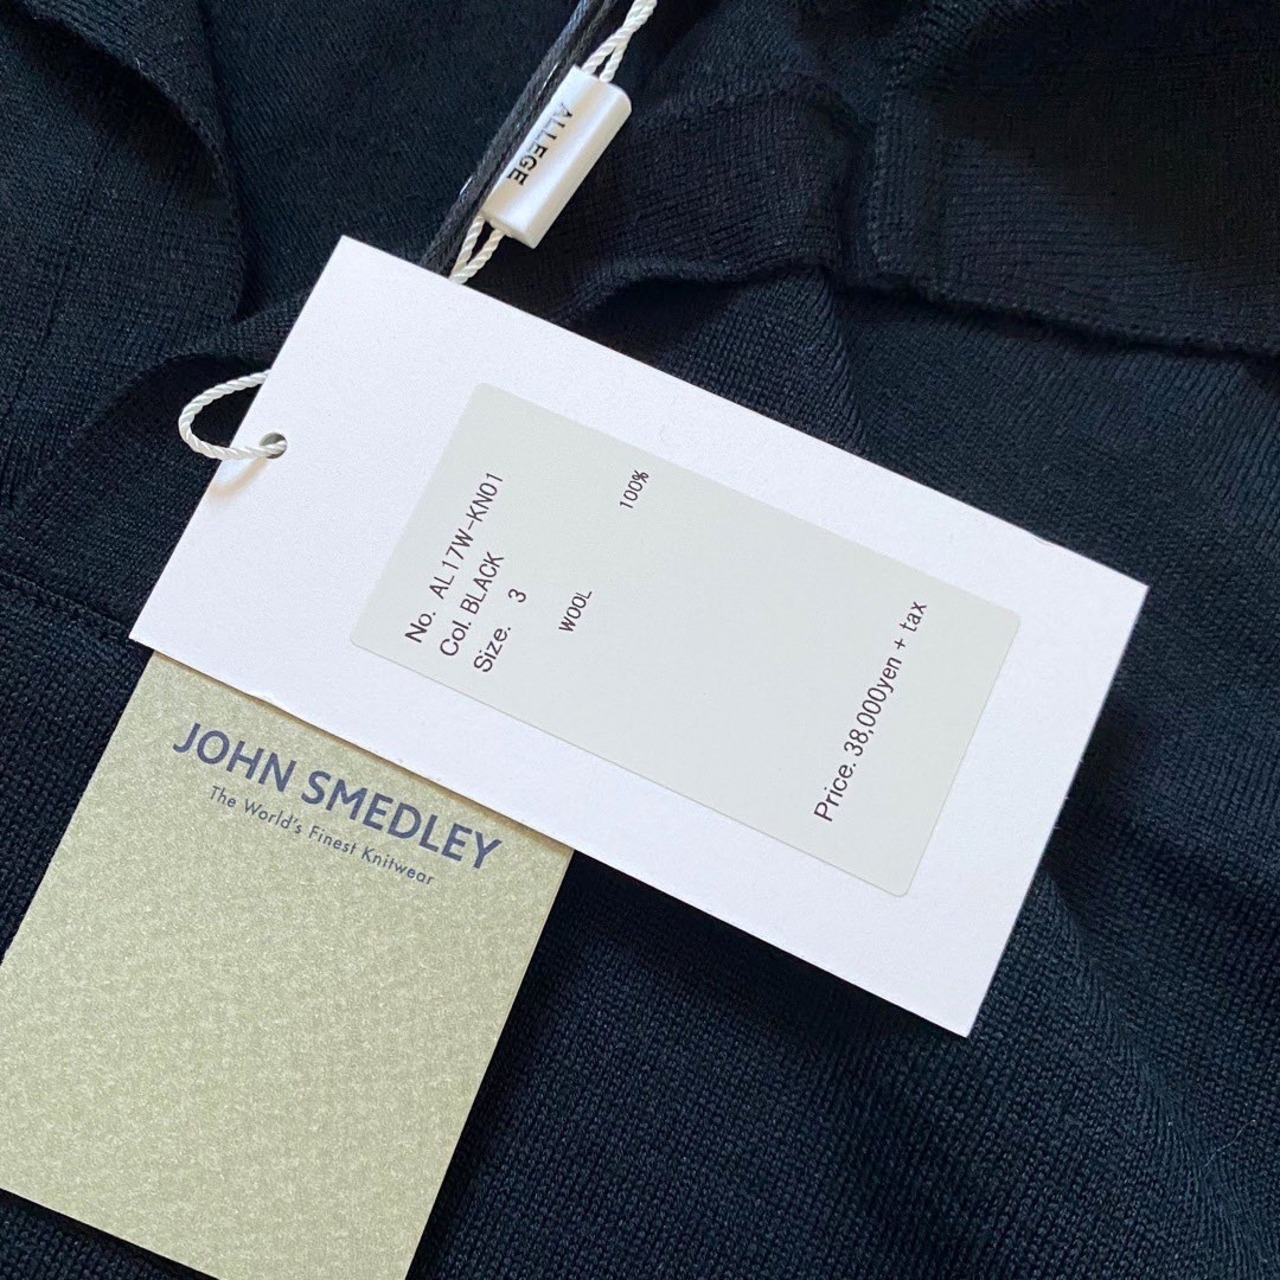 ALLEGE
No. AL17W-KN01
Col. BLACK
Size. 3
WOOL 100%
Price. 38,000yen + tax
JOHN SMEDLEY
The World's Finest Knitwear